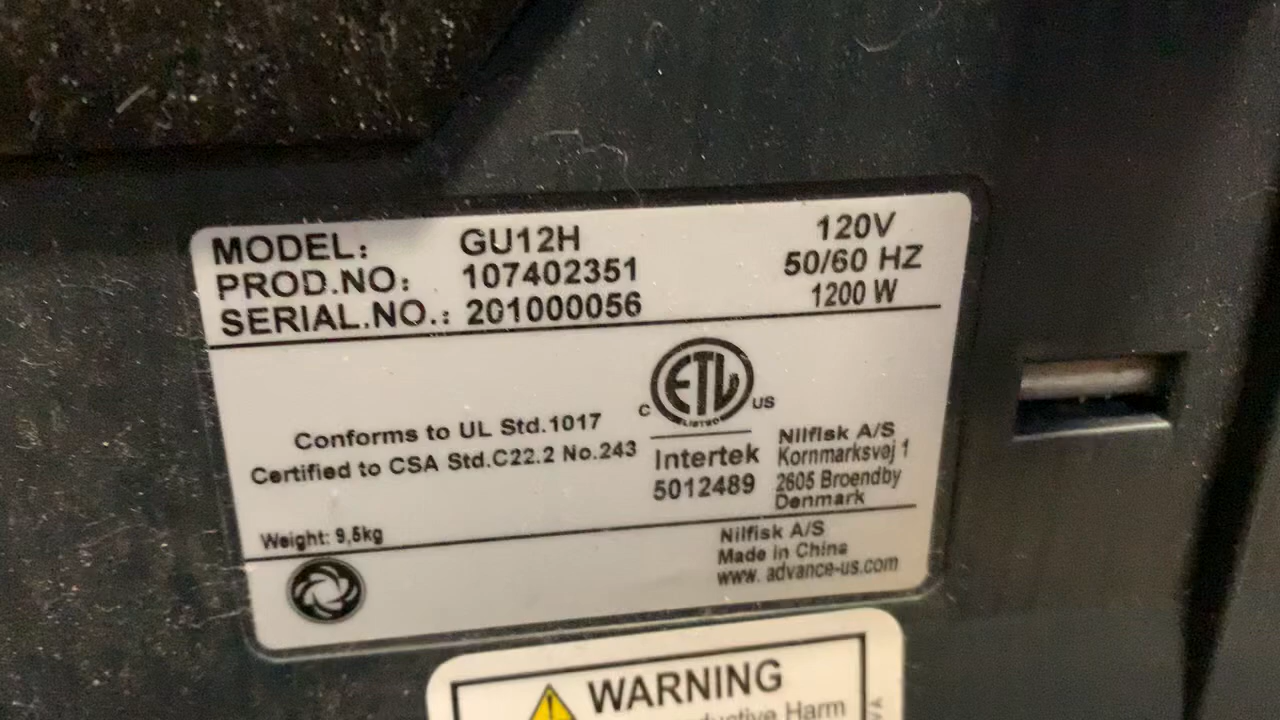 MODEL: GU12H 120V
PROD.NO: 107402351 50/60 HZ
SERIAL.NO.: 201000056 1200 W
ETL
C US
LISTED
Conforms to UL Std.1017
Certified to CSA Std.C22.2 No.243
Intertek
5012489
Nilfisk A/S
Kornmarksvej 1
2605 Broendby
Denmark
Weight: 9,5kg
Nilfisk A/S
Made in China
www. advance-us.com
WARNING
Harm